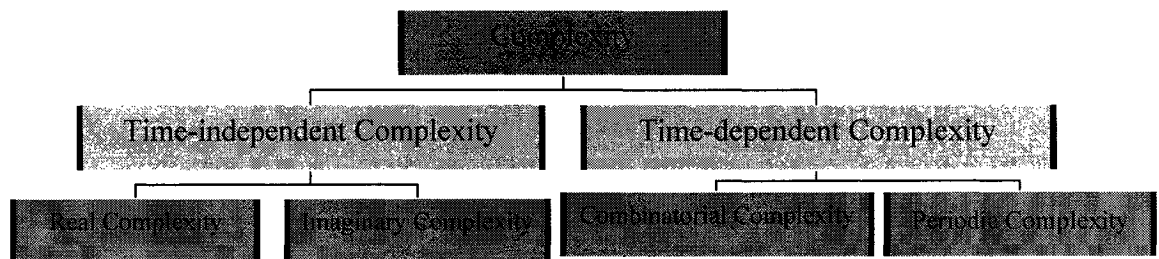 Complexity
Time-independent Complexity
Time-dependent Complexity
Real Complexity
Imaginary Complexity
Combinatorial Complexity
Periodic Complexity